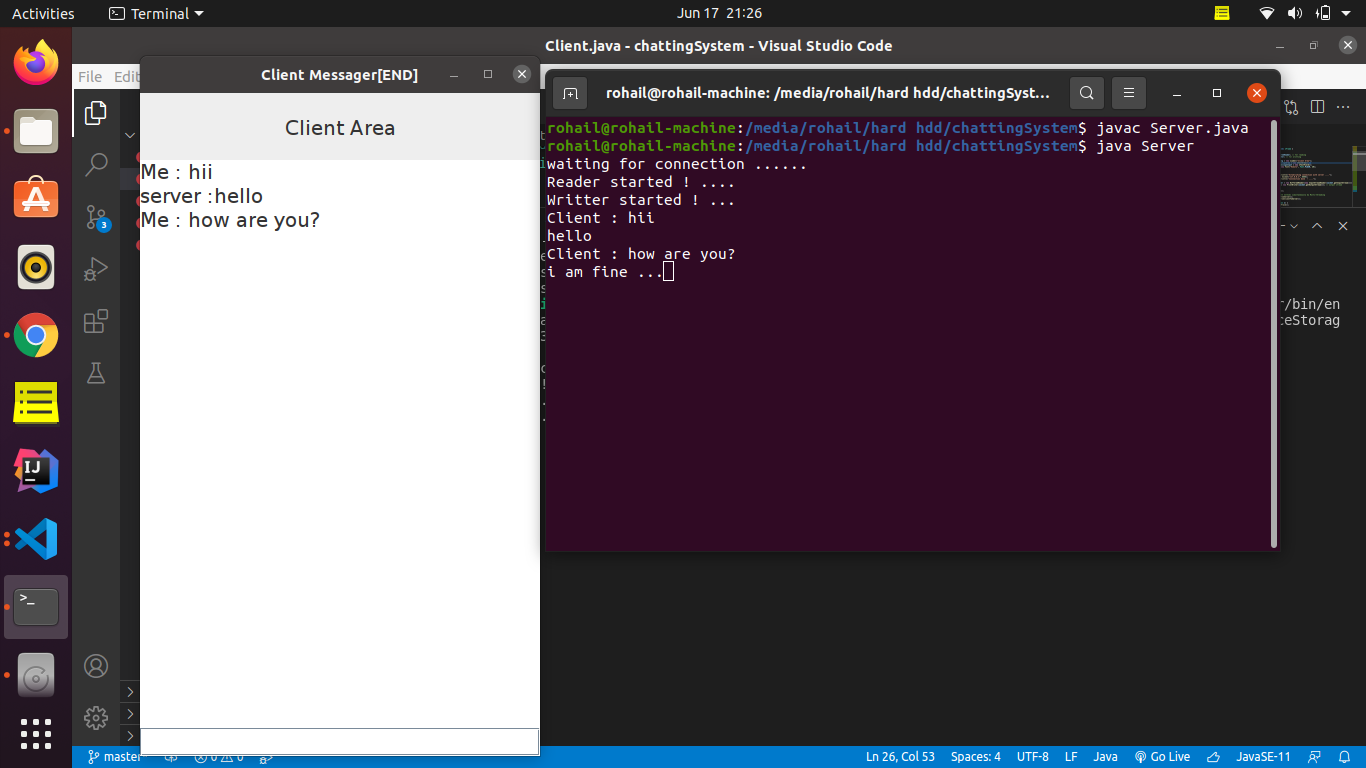 Activities
Terminal
Jun 17 21:26
Client.java - chattingSystem - Visual Studio Code
File Edit
Client Messager[END]
Client Area
Me : hii
server :hello
Me : how are you?
rohail@rohail-machine: /media/rohail/hard hdd/chattingSyst...
rohail@rohail-machine:/media/rohail/hard hdd/chattingSystem$ javac Server.java
rohail@rohail-machine:/media/rohail/hard hdd/chattingSystem$ java Server
waiting for connection ......
Reader started ! ....
Writter started ! ...
Client : hii
hello
Client : how are you?
i am fine ...
r/bin/en
ceStorag
IJ
3
master
0 0
Ln 26, Col 53
Spaces: 4
UTF-8
LF
Java
Go Live
JavaSE-11